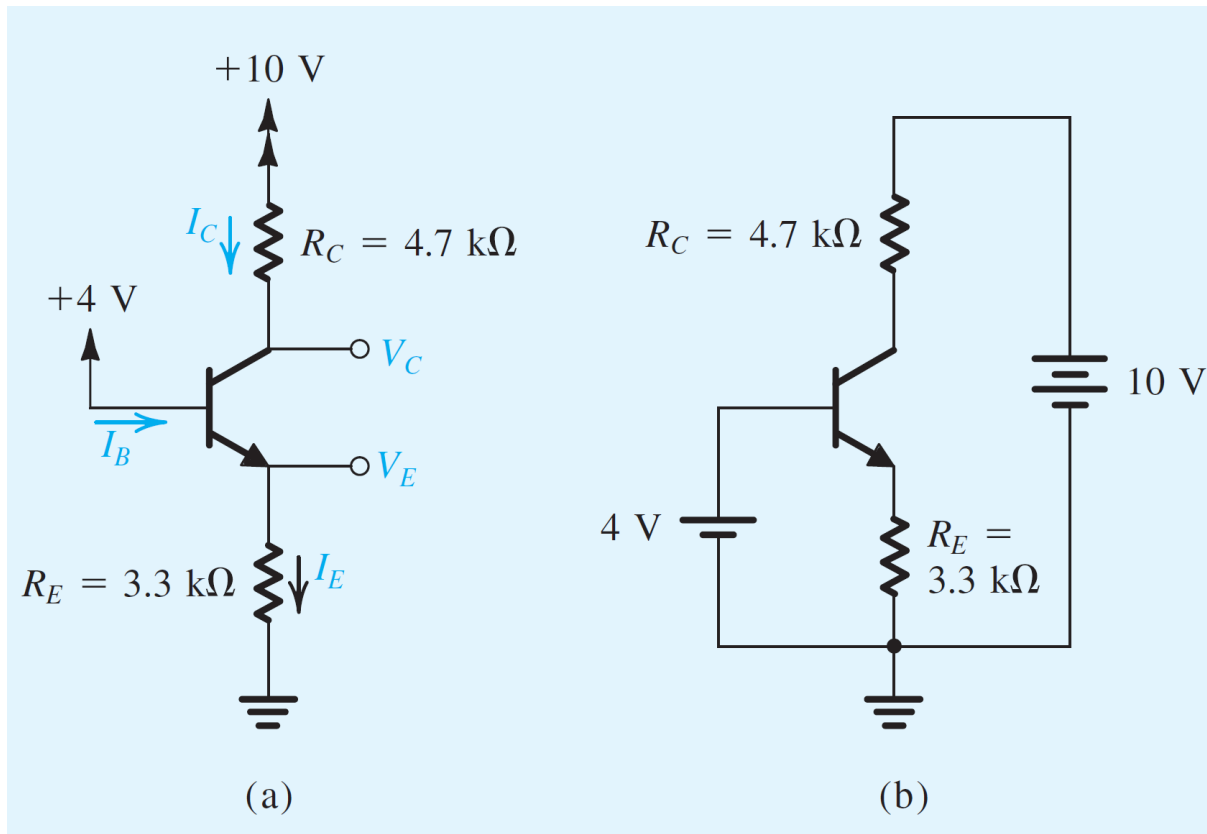 +10 V
I_C
R_C = 4.7 kΩ
+4 V
V_C
I_B
V_E
R_E = 3.3 kΩ
I_E
(a)
R_C = 4.7 kΩ
10 V
4 V
R_E =
3.3 kΩ
(b)